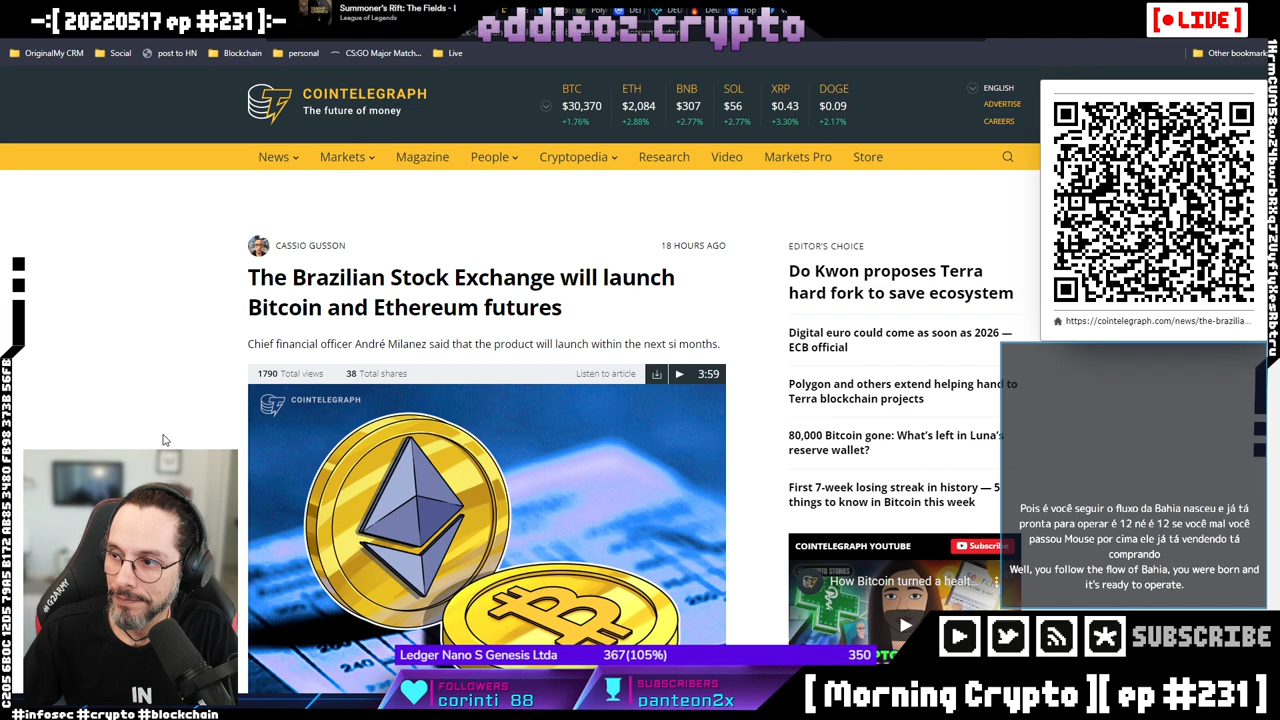 —:[ 20220517 ep #231 ]:—
Summoner's Rift: The Fields - L
League of Legends
eddieoz.crypto
[● LIVE]
OriginalMy CRM
Social
post to HN
Blockchain
personal
CS:GO Major Match...
Live
Other bookmark
COINTELEGRAPH
The future of money
BTC ETH BNB SOL XRP DOGE
$30,370 $2,084 $307 $56 $0.43 $0.09
+1.76% +2.88% +2.77% +2.77% +3.30% +2.17%
ENGLISH
ADVERTISE
CAREERS
News Markets Magazine People Cryptopedia Research Video Markets Pro Store
CASSIO GUSSON
18 HOURS AGO
The Brazilian Stock Exchange will launch
Bitcoin and Ethereum futures
Chief financial officer André Milanez said that the product will launch within the next si months.
1790 Total views 38 Total shares Listen to article 3:59
COINTELEGRAPH
EDITOR'S CHOICE
Do Kwon proposes Terra
hard fork to save ecosystem
Digital euro could come as soon as 2026 —
ECB official
Polygon and others extend helping hand to
Terra blockchain projects
80,000 Bitcoin gone: What's left in Luna's
reserve wallet?
First 7-week losing streak in history — 5
things to know in Bitcoin this week
COINTELEGRAPH YOUTUBE
Subscribe
How Bitcoin turned a healt...
https://cointelegraph.com/news/the-brazilia...
Pois é você seguir o fluxo da Bahia nasceu e já tá
pronta para operar é 12 né é 12 se você mal você
passou Mouse por cima ele já tá vendendo tá
comprando
Well, you follow the flow of Bahia, you were born and
it's ready to operate.
#G2ARMY
IN
240
Ledger Nano S Genesis Ltda 367(105%) 350
FOLLOWERS
corinti_88
SUBSCRIBERS
panteon2x
SUBSCRIBE
[ Morning Crypto ][ ep #231 ]
#infosec #crypto #blockchain